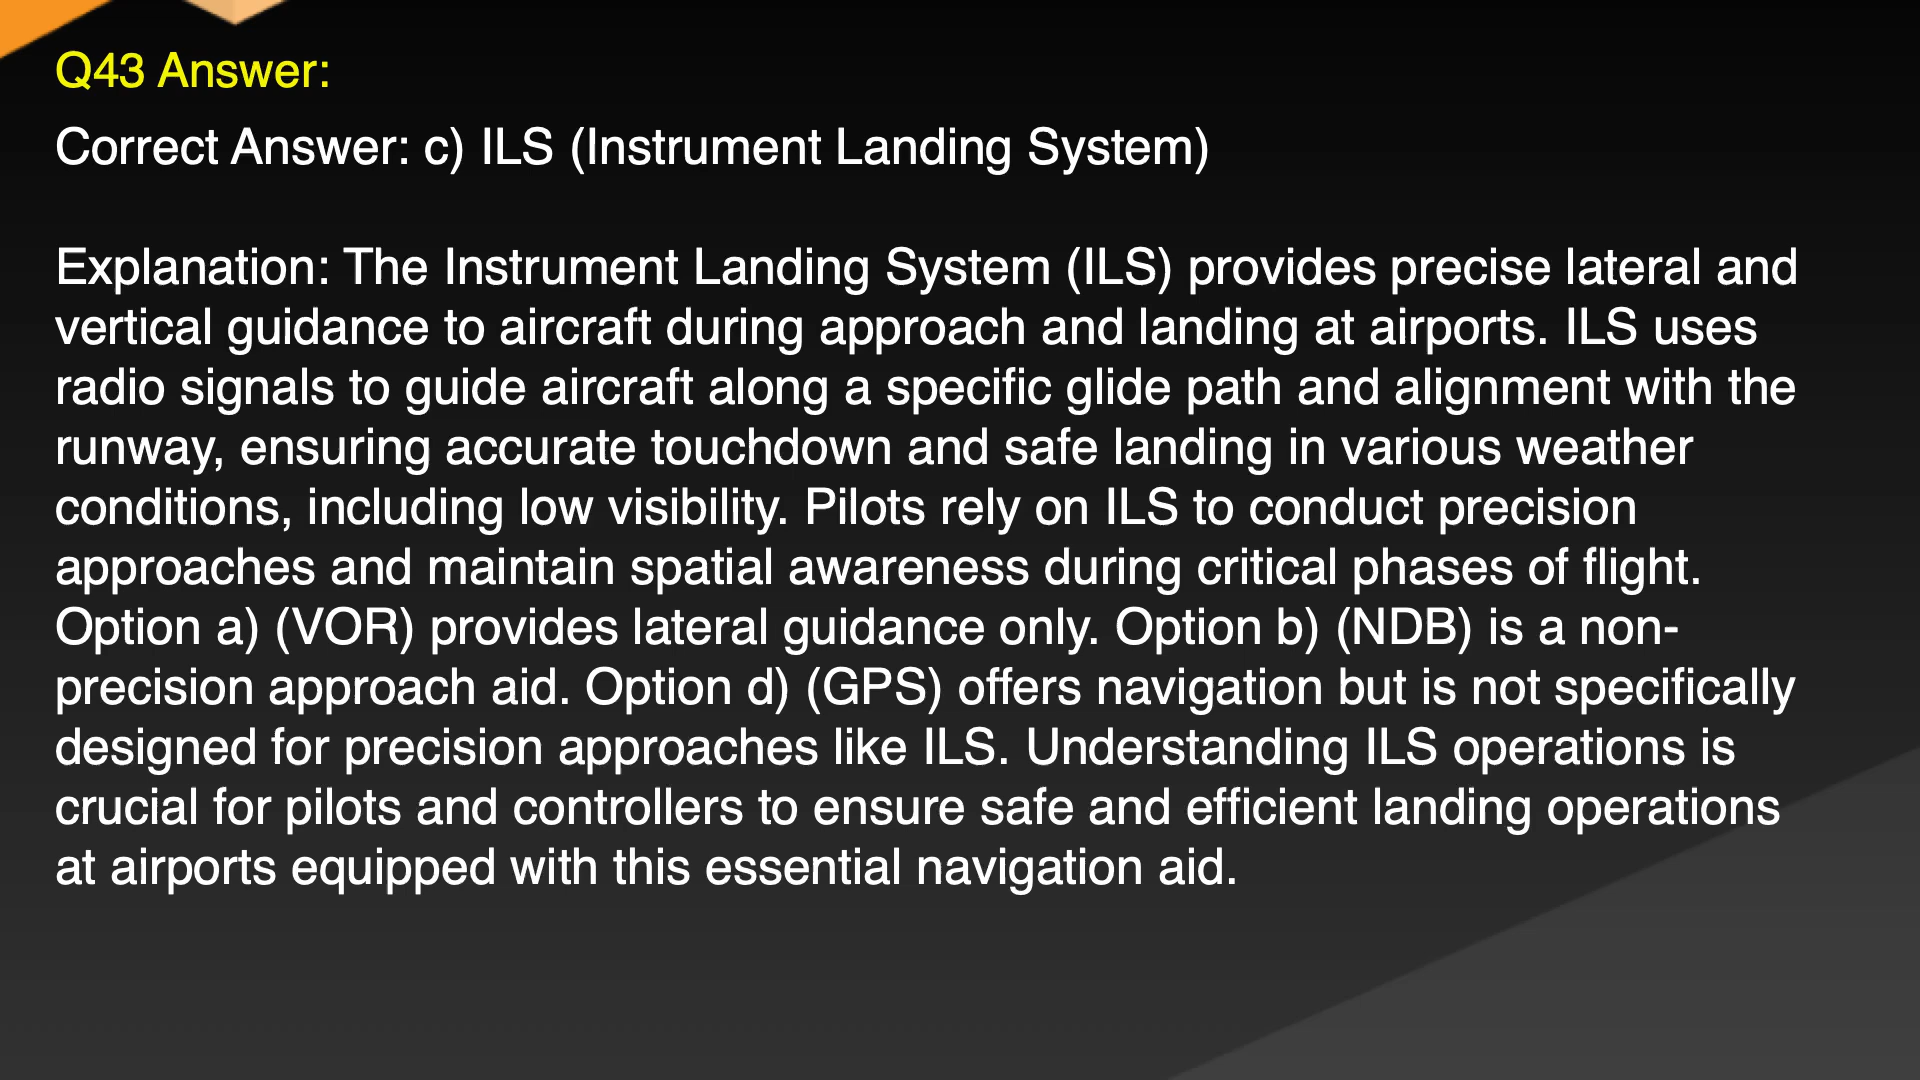 Q43 Answer:
Correct Answer: c) ILS (Instrument Landing System)
Explanation: The Instrument Landing System (ILS) provides precise lateral and
vertical guidance to aircraft during approach and landing at airports. ILS uses
radio signals to guide aircraft along a specific glide path and alignment with the
runway, ensuring accurate touchdown and safe landing in various weather
conditions, including low visibility. Pilots rely on ILS to conduct precision
approaches and maintain spatial awareness during critical phases of flight.
Option a) (VOR) provides lateral guidance only. Option b) (NDB) is a non-
precision approach aid. Option d) (GPS) offers navigation but is not specifically
designed for precision approaches like ILS. Understanding ILS operations is
crucial for pilots and controllers to ensure safe and efficient landing operations
at airports equipped with this essential navigation aid.